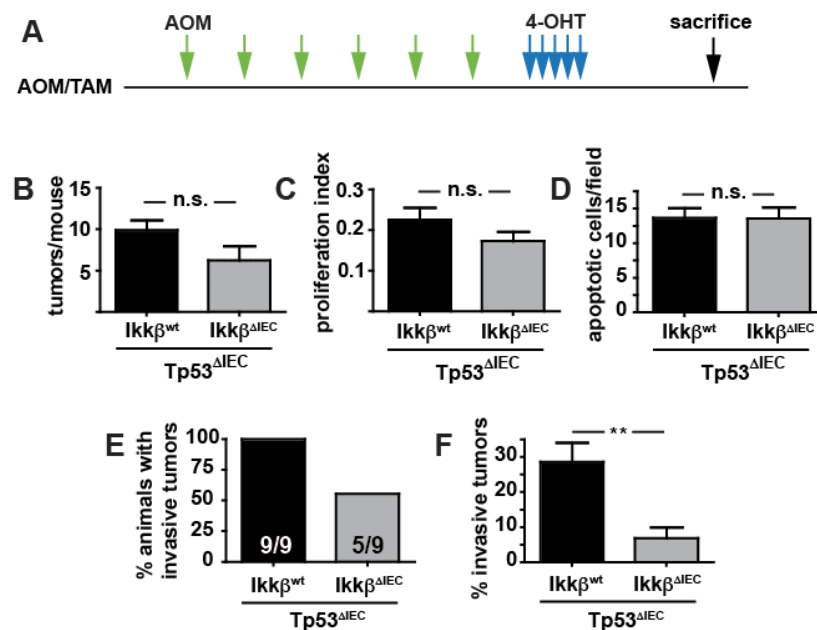 A
AOM
4-OHT
sacrifice
AOM/TAM
B
tumors/mouse
15
10
5
n.s.
Ikkβwt
IkkβΔIEC
Tp53ΔIEC
C
proliferation index
0.3
0.2
0.1
n.s.
Ikkβwt
IkkβΔIEC
Tp53ΔIEC
D
apoptotic cells/field
15
10
15
0
n.s.
Ikkβwt
IkkβΔIEC
Tp53ΔIEC
E
% animals with
invasive tumors
100
75
50
25
0
9/9
5/9
Ikkβwt
IkkβΔIEC
Tp53ΔIEC
F
% invasive tumors
30
20
10
0
**
Ikkβwt
IkkβΔIEC
Tp53ΔIEC